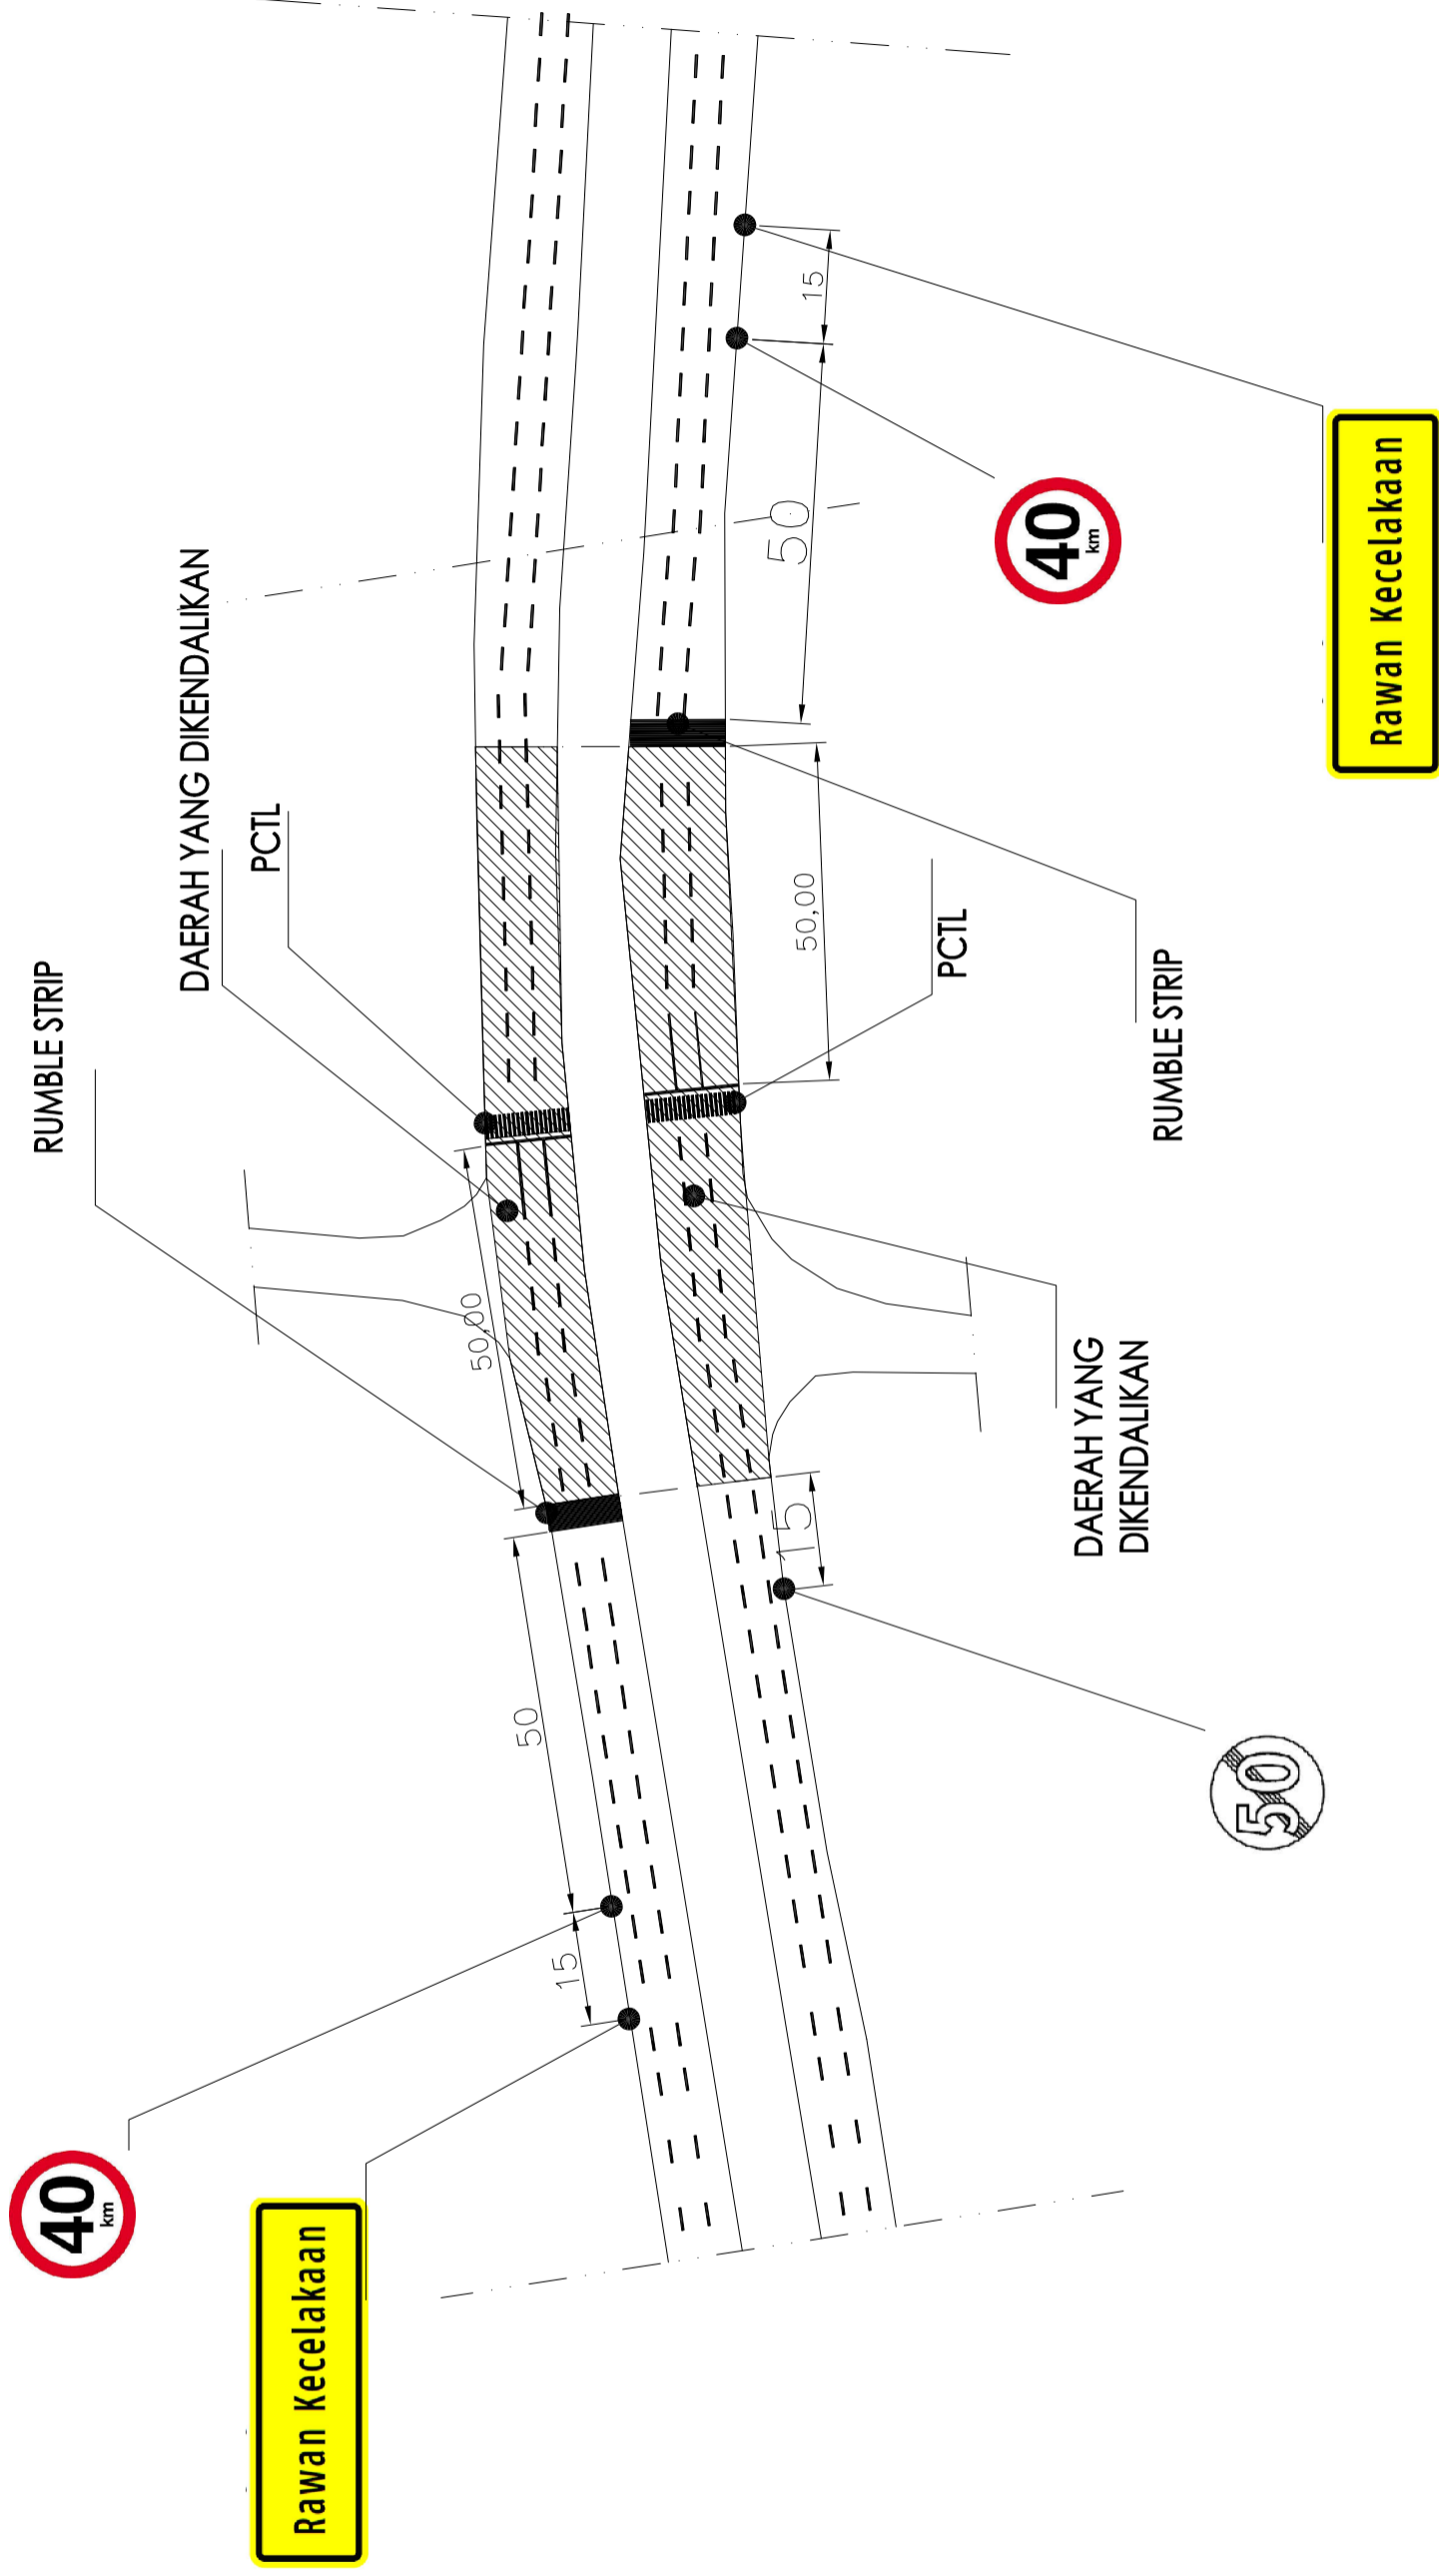 RUMBLE STRIP
DAERAH YANG DIKENDALIKAN
PCTL
15
50
40
km
Rawan Kecelakaan
50,00
PCTL
RUMBLE STRIP
50,00
DAERAH YANG
DIKENDALIKAN
15
50
50
15
40
km
Rawan Kecelakaan